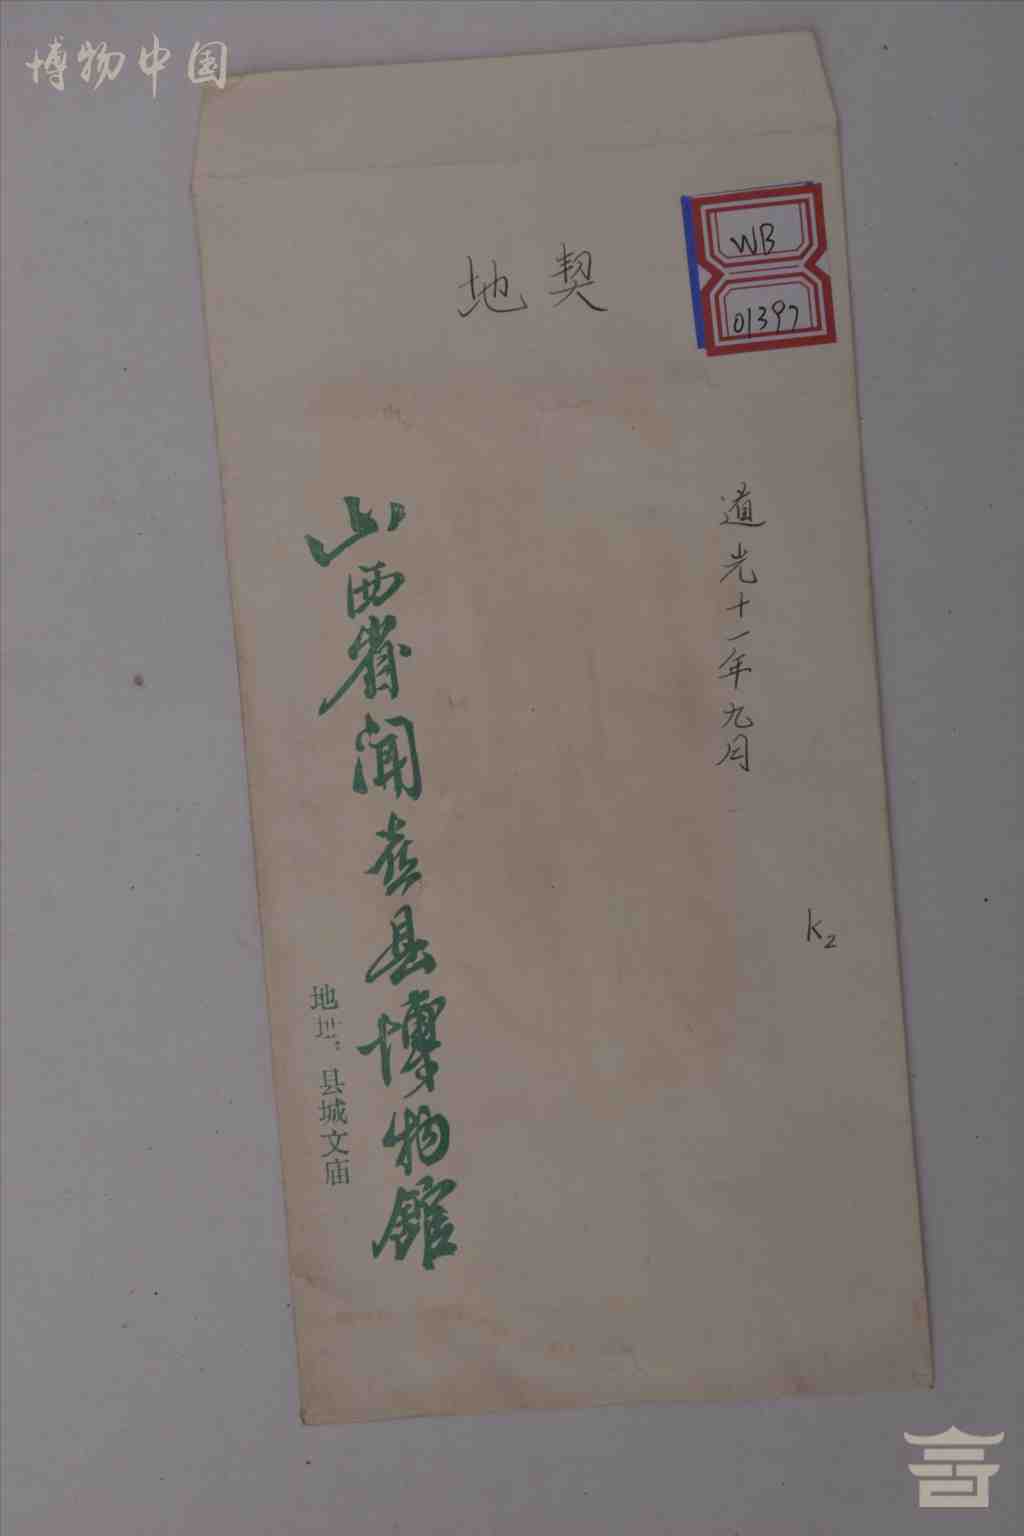 博物中国
WB
01397
地契
道光十一年九月
K2
山西省闻喜县博物館
地址：县城文庙